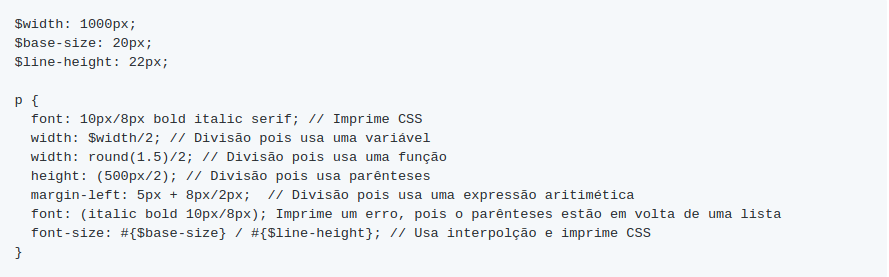 $width: 1000px;
$base-size: 20px;
$line-height: 22px;

p {
  font: 10px/8px bold italic serif; // Imprime CSS
  width: $width/2; // Divisão pois usa uma variável
  width: round(1.5)/2; // Divisão pois usa uma função
  height: (500px/2); // Divisão pois usa parênteses
  margin-left: 5px + 8px/2px;  // Divisão pois usa uma expressão aritimética
  font: (italic bold 10px/8px); Imprime um erro, pois o parênteses estão em volta de uma lista
  font-size: #{$base-size} / #{$line-height}; // Usa interpolção e imprime CSS
}